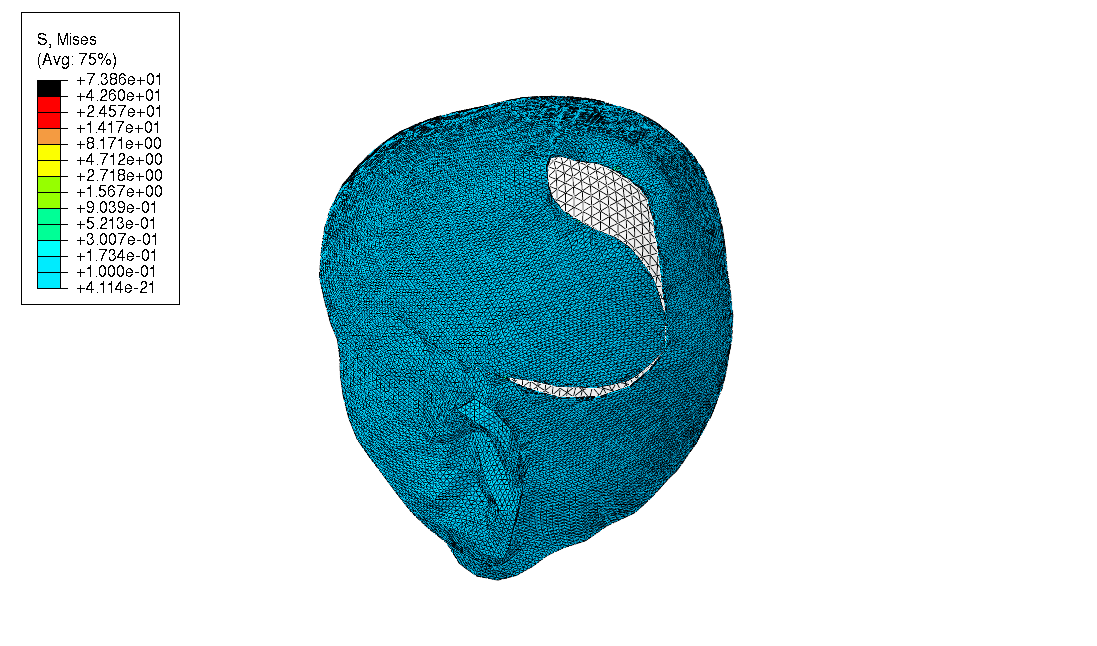 S, Mises
(Avg: 75%)
+7.386e+01
+4.260e+01
+2.457e+01
+1.417e+01
+8.171e+00
+4.712e+00
+2.718e+00
+1.567e+00
+9.039e-01
+5.213e-01
+3.007e-01
+1.734e-01
+1.000e-01
+4.114e-21